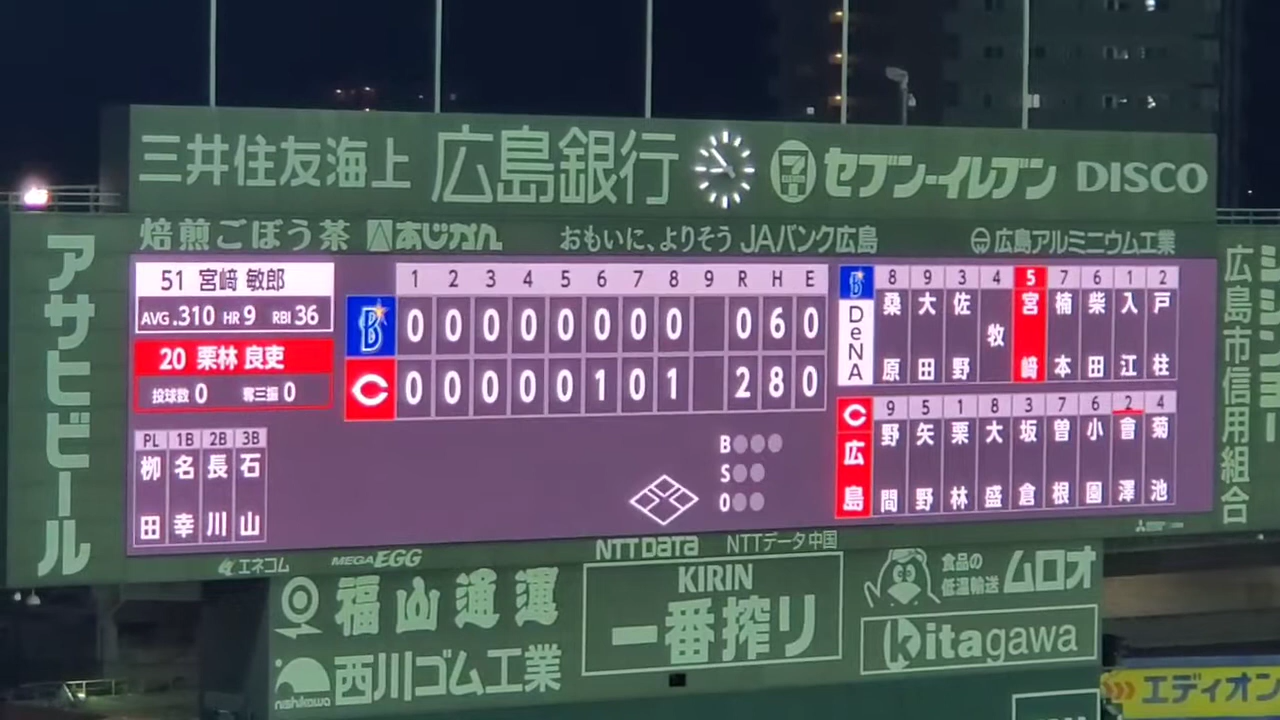 三井住友海上 広島銀行 セブン-イレブン DISCO
焙煎ごぼう茶 あじかん おもいに、よりそう JAバンク広島 広島アルミニウム工業
アサヒビール
51 宮﨑 敏郎
AVG .310 HR 9 RBI 36
20 栗林 良吏
投球数 0 奪三振 0
PL 1B 2B 3B
柳田 名幸 長川 石山
1 2 3 4 5 6 7 8 9 R H E
B 0 0 0 0 0 0 0 0 0 6 0
C 0 0 0 0 0 1 0 1 2 8 0
B
S
O
DeNA
8 9 3 4 5 7 6 1 2
桑原 大田 佐野 牧 宮﨑 楠本 柴田 入江 戸柱
C 広島
9 5 1 8 3 7 6 2 4
野間 矢野 栗林 大盛 坂倉 曽根 小園 會澤 菊池
広島市信用組合
エネコム MEGA EGG NTT DATA NTTデータ中国
福山通運
西川ゴム工業
nishikawa
KIRIN
一番搾り
食品の
低温輸送
ムロオ
kitagawa
エディオン